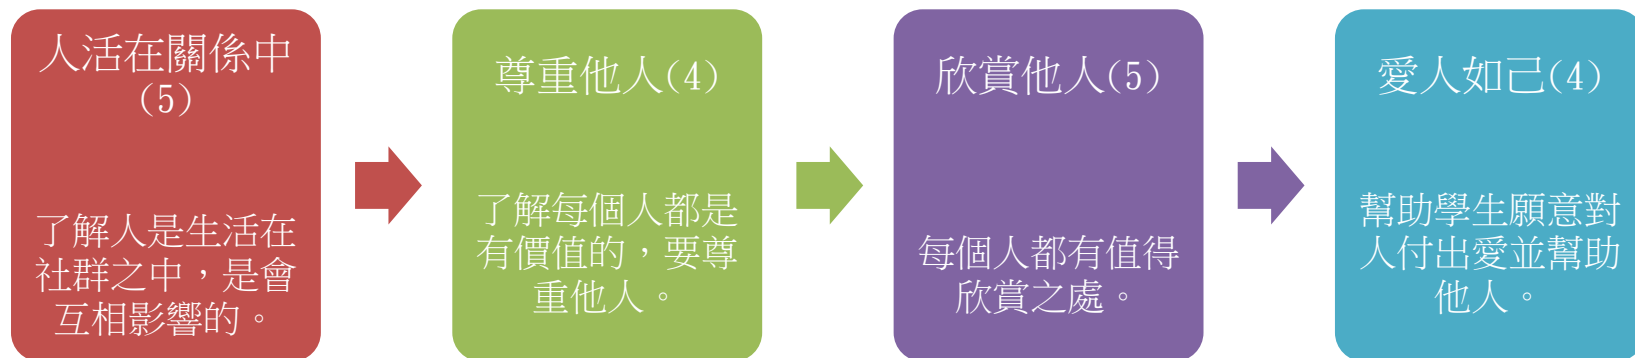 人活在關係中
(5)
了解人是生活在
社群之中，是會
互相影響的。
尊重他人(4)
了解每個人都是
有價值的，要尊
重他人。
欣賞他人(5)
每個人都有值得
欣賞之處。
愛人如己(4)
幫助學生願意對
人付出愛並幫助
他人。